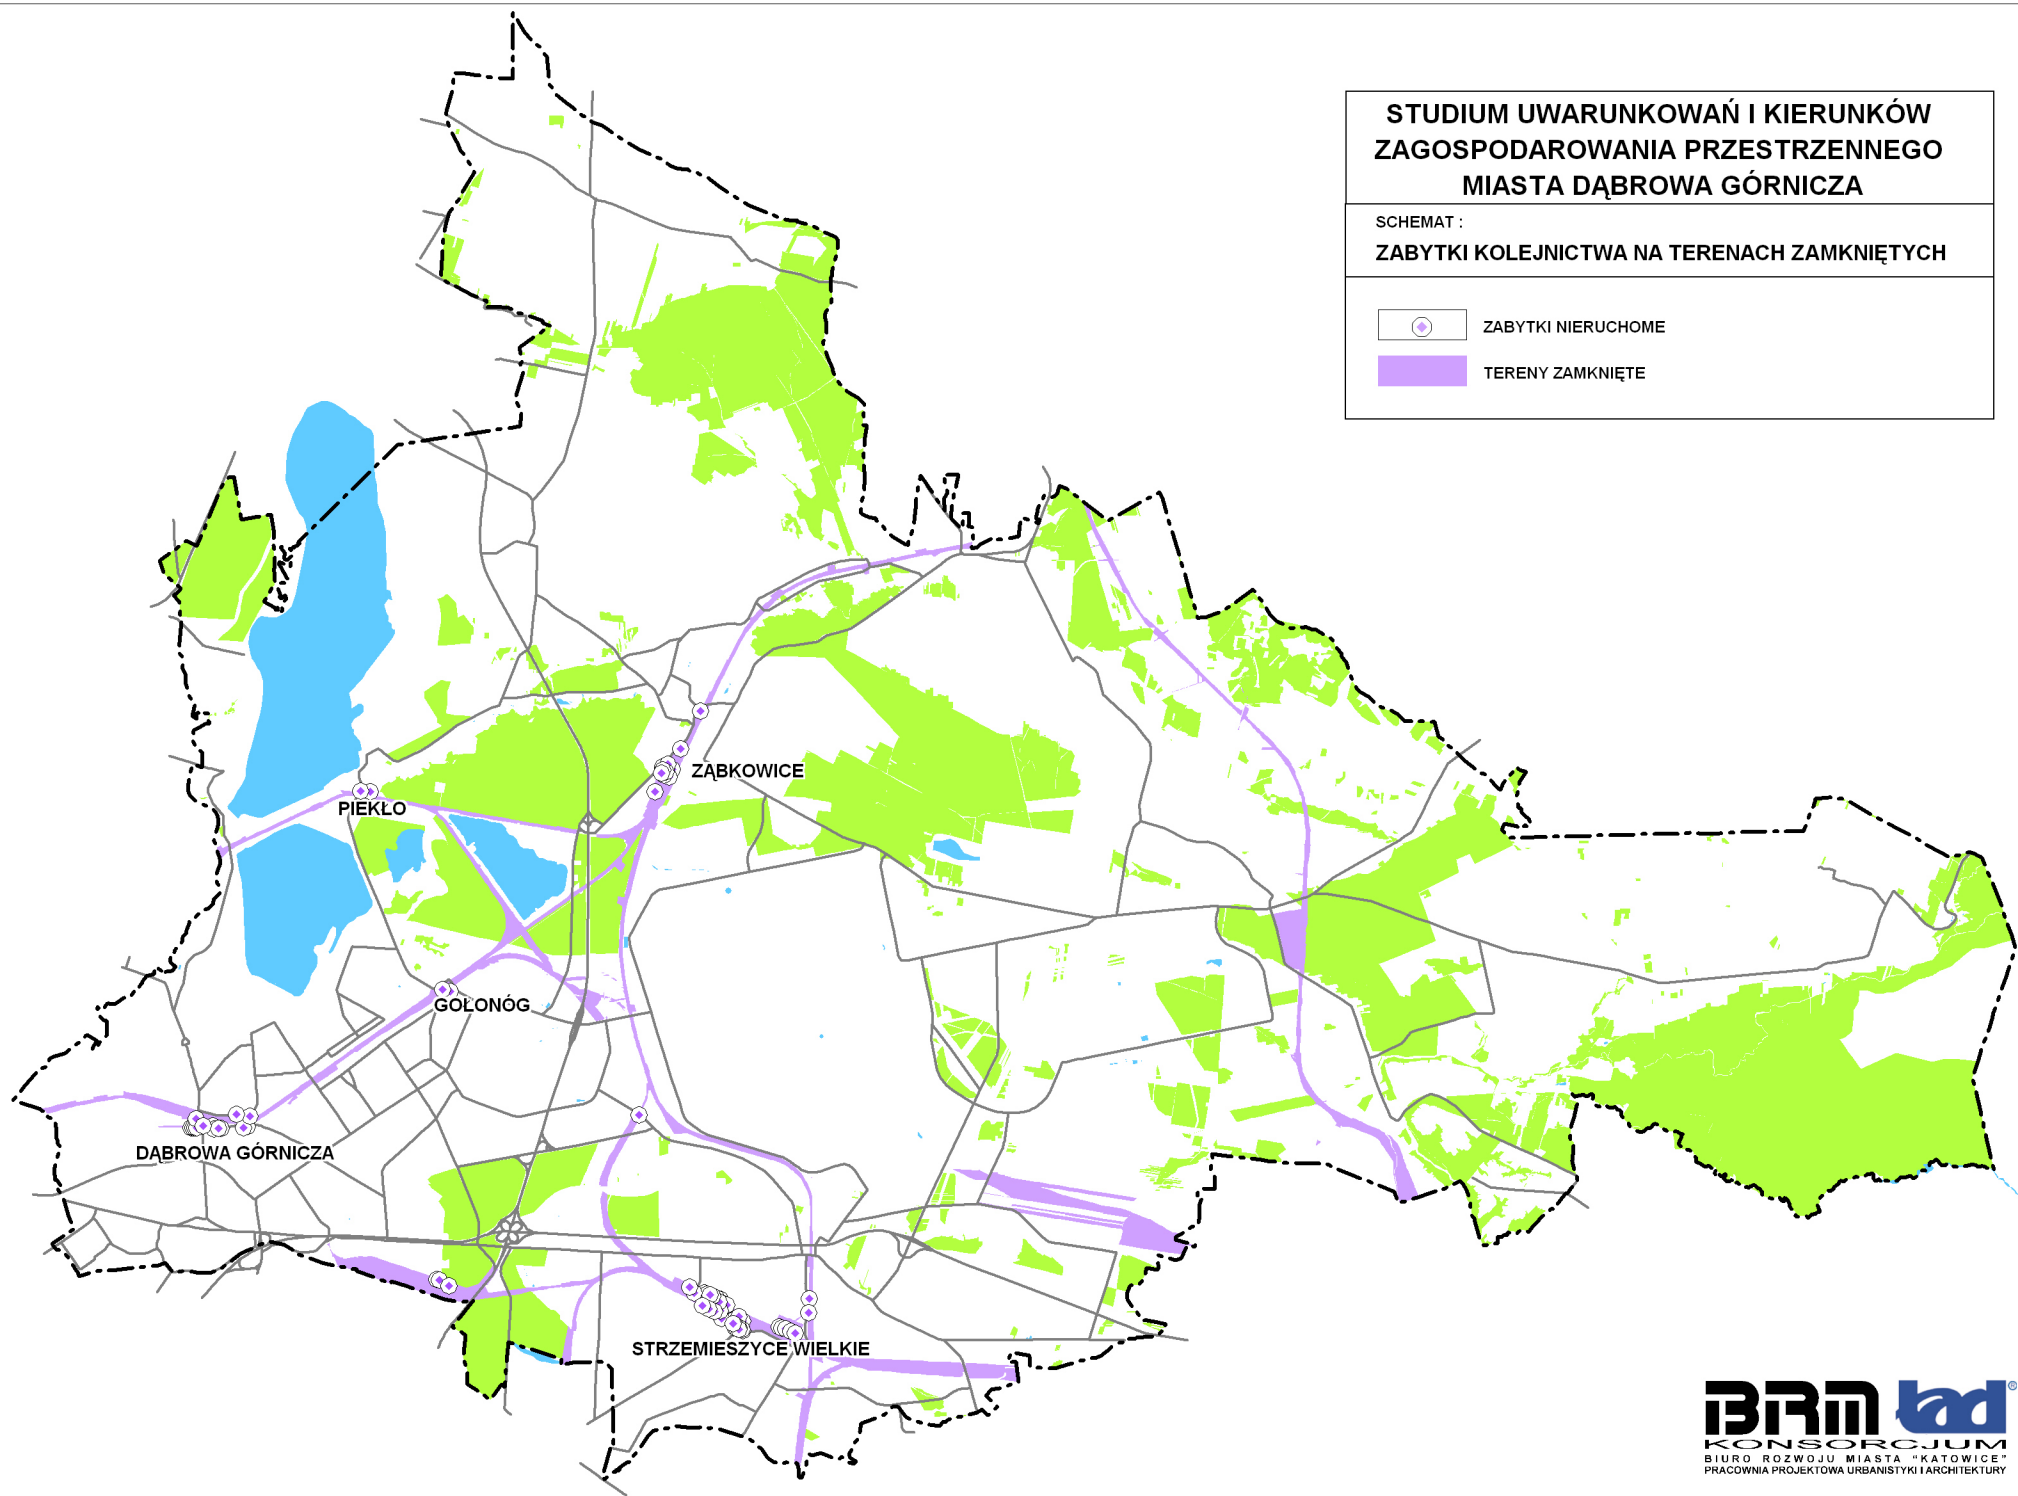 STUDIUM UWARUNKOWAŃ I KIERUNKÓW
ZAGOSPODAROWANIA PRZESTRZENNEGO
MIASTA DĄBROWA GÓRNICZA
SCHEMAT :
ZABYTKI KOLEJNICTWA NA TERENACH ZAMKNIĘTYCH
ZABYTKI NIERUCHOME
TERENY ZAMKNIĘTE
ZĄBKOWICE
PIEKŁO
GOŁONÓG
DĄBROWA GÓRNICZA
STRZEMIESZYCE WIELKIE
BRM ład®
KONSORCJUM
BIURO ROZWOJU MIASTA "KATOWICE"
PRACOWNIA PROJEKTOWA URBANISTYKI I ARCHITEKTURY